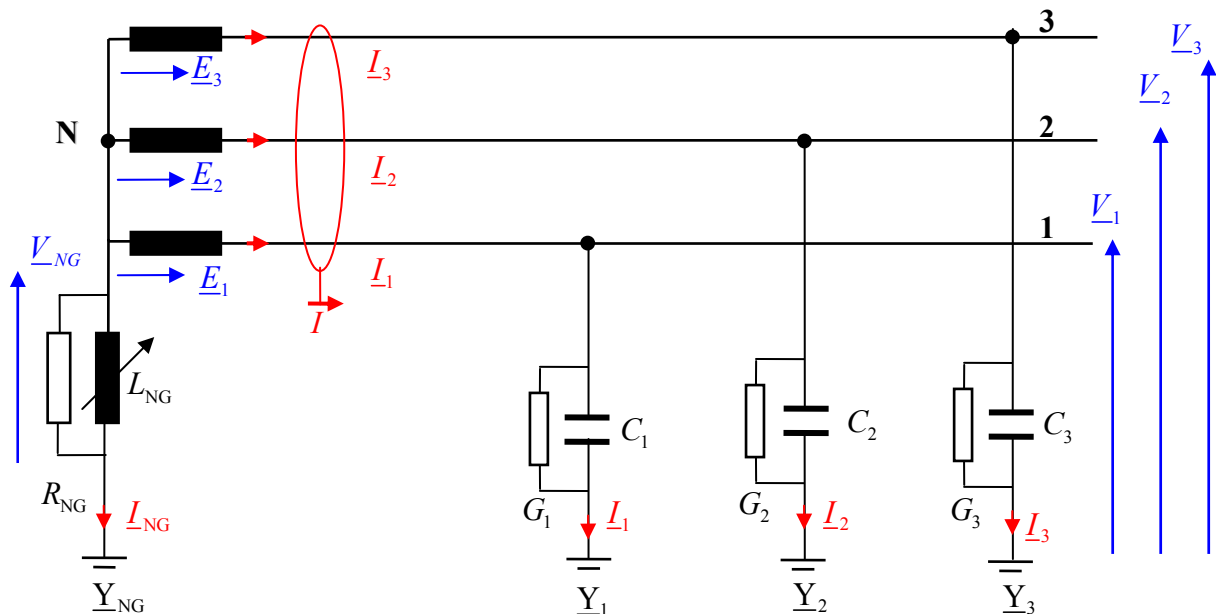 3
V3
E3
I3
V2
N
2
E2
I2
V1
1
VNG
E1
I1
I
LNG
C1
C2
C3
RNG
G1
G2
G3
ING
I1
I2
I3
YNG
Y1
Y2
Y3